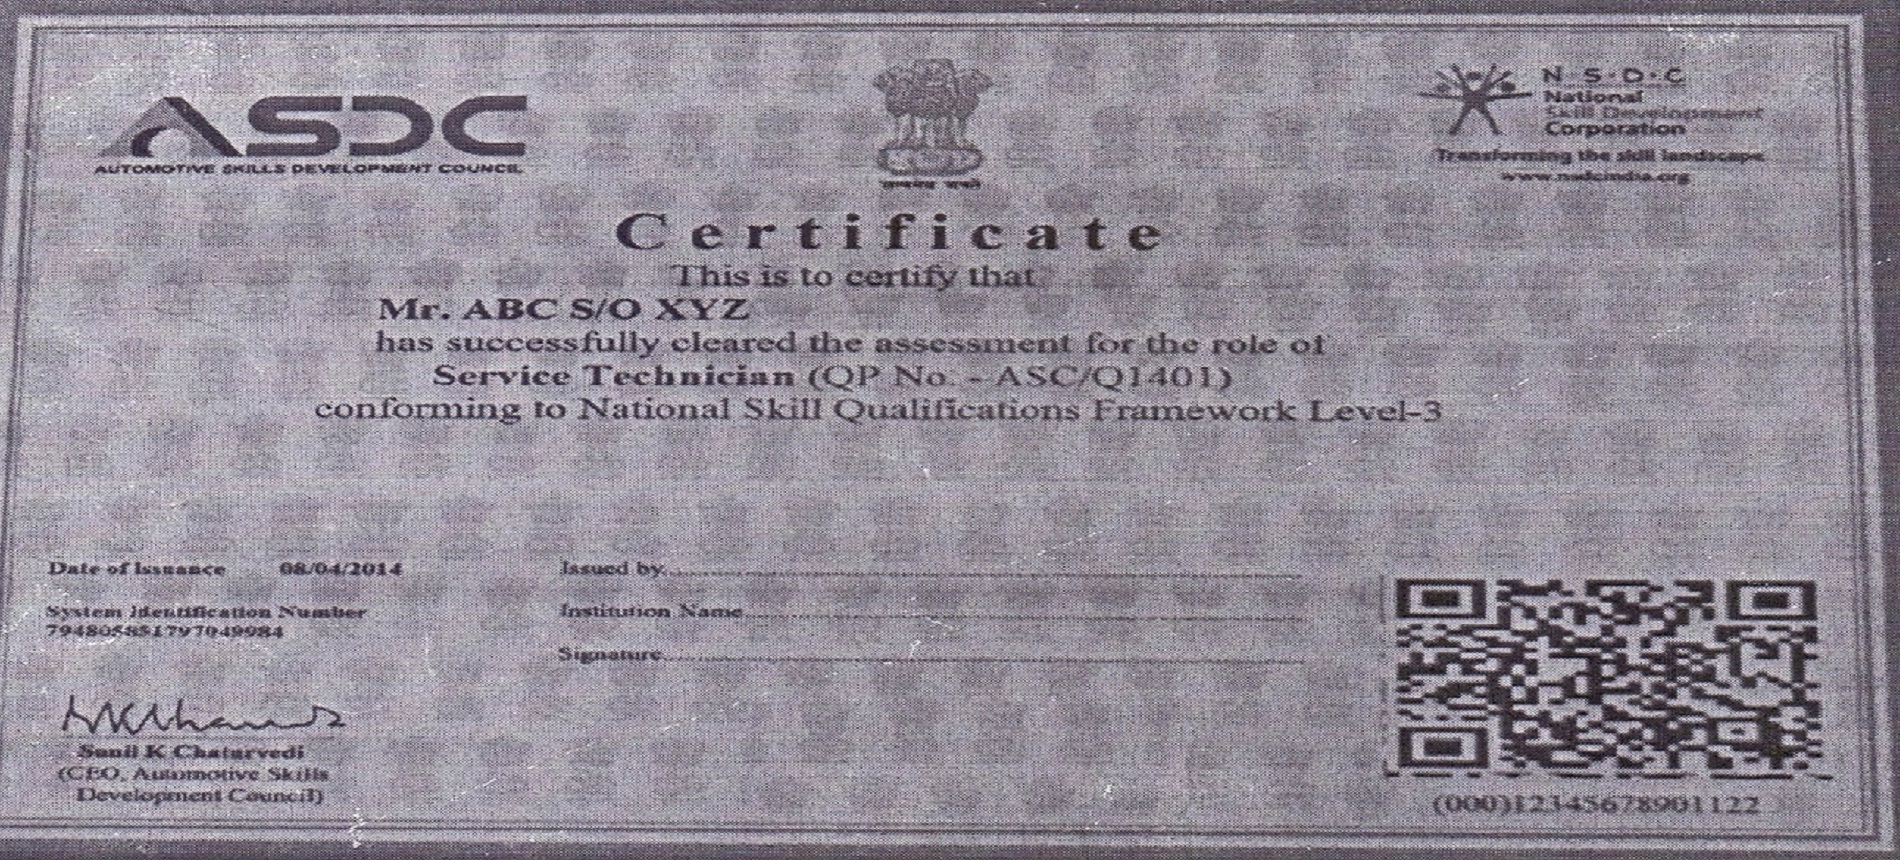 ASDC
AUTOMOTIVE SKILLS DEVELOPMENT COUNCIL
सत्यमेव जयते
N·S·D·C
National
Skill Development
Corporation
Transforming the skill landscape
www.nsdcindia.org
Certificate
This is to certify that
Mr. ABC S/O XYZ
has successfully cleared the assessment for the role of
Service Technician (QP No. - ASC/Q1401)
conforming to National Skill Qualifications Framework Level-3
Date of Issuance 08/04/2014
System Identification Number
Issued by
Institution Name
Signature
Sunil K Chaturvedi
(CEO, Automotive Skills
Development Council)
(000)12345678901122